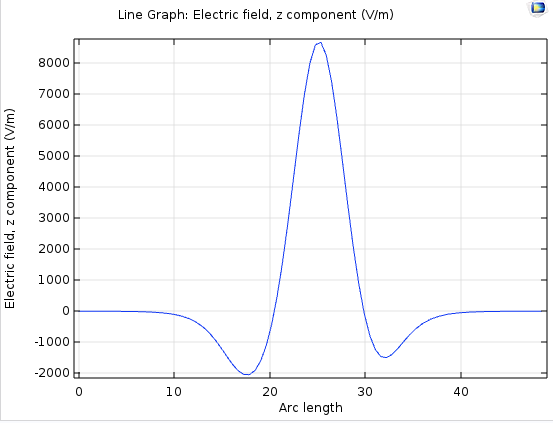 Line Graph: Electric field, z component (V/m)
Electric field, z component (V/m)
8000
7000
6000
5000
4000
3000
2000
1000
0
-1000
-2000
0 10 20 30 40
Arc length